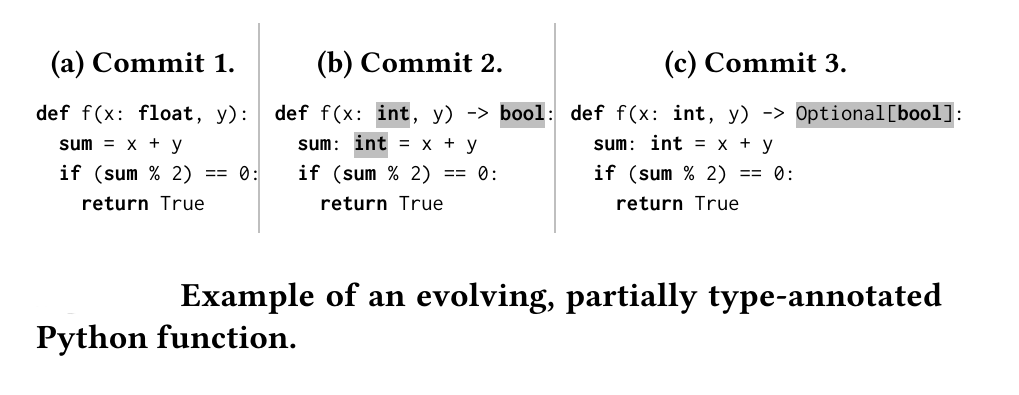 (a) Commit 1.
def f(x: float, y):
sum = x + y
if (sum % 2) == 0:
return True
(b) Commit 2.
def f(x: int, y) -> bool:
sum: int = x + y
if (sum % 2) == 0:
return True
(c) Commit 3.
def f(x: int, y) -> Optional[bool]:
sum: int = x + y
if (sum % 2) == 0:
return True
Example of an evolving, partially type-annotated
Python function.